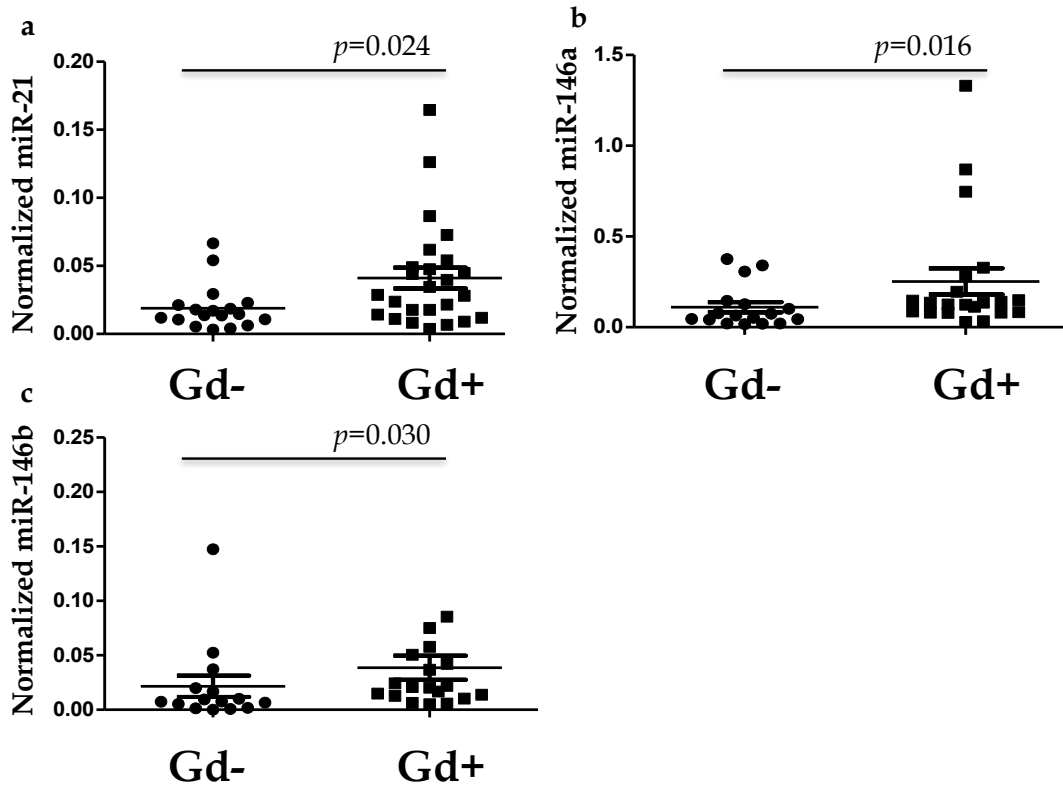 a
p=0.024
Normalized miR-21
0.20
0.15
0.10
0.05
0.00
Gd-
Gd+
b
p=0.016
Normalized miR-146a
1.5
1.0
0.5
0.0
Gd-
Gd+
c
p=0.030
Normalized miR-146b
0.25
0.20
0.15
0.10
0.05
0.00
Gd-
Gd+